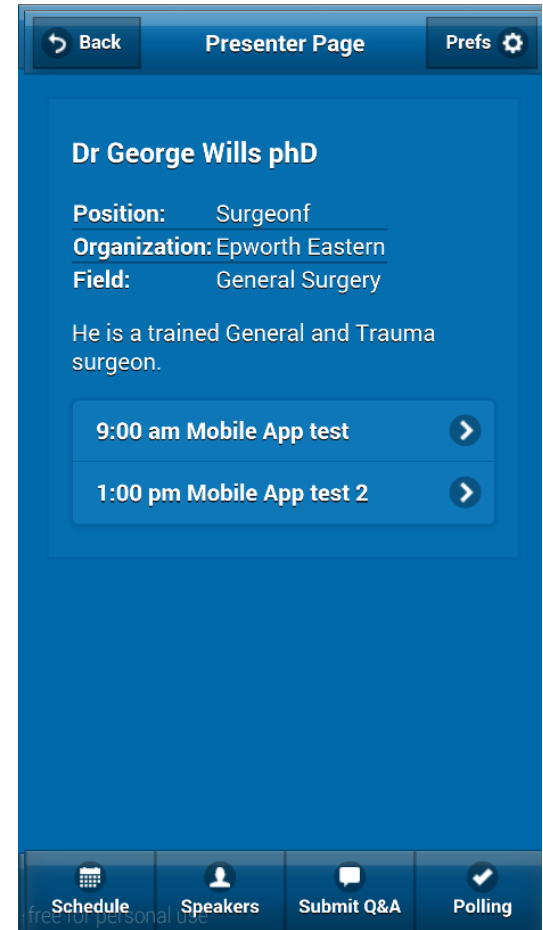 Back Presenter Page Prefs
Dr George Wills phD
Position: Surgeonf
Organization: Epworth Eastern
Field: General Surgery
He is a trained General and Trauma
surgeon.
9:00 am Mobile App test
1:00 pm Mobile App test 2
Schedule Speakers Submit Q&A Polling
free for personal use